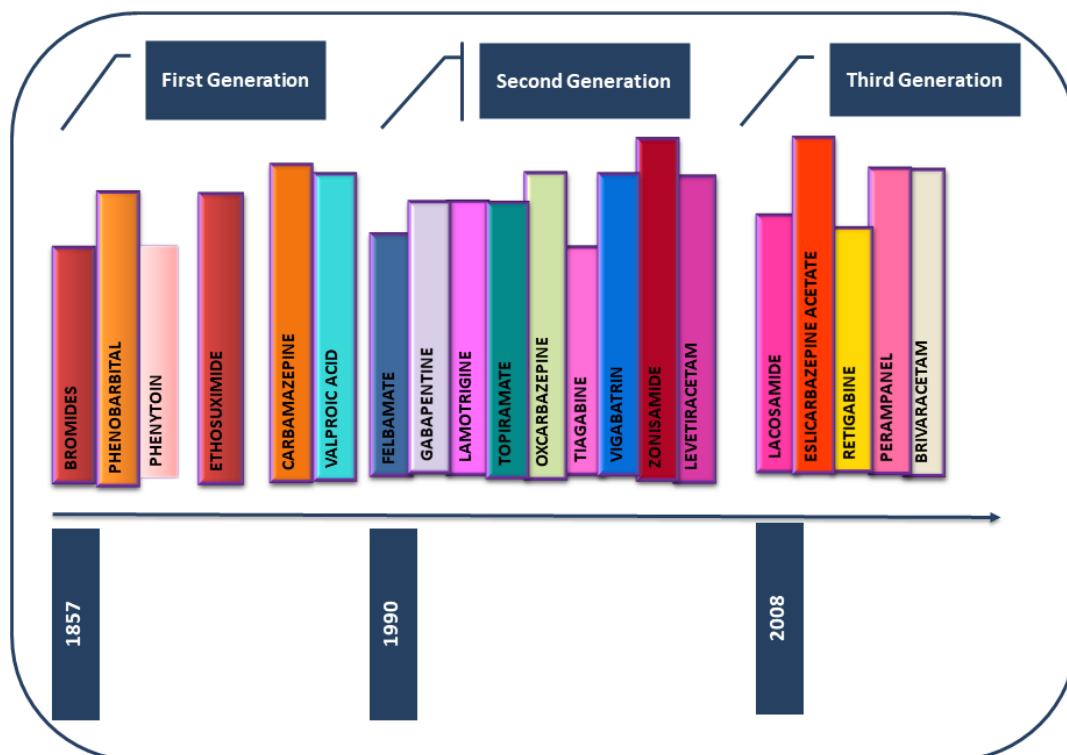 First Generation
Second Generation
Third Generation
BROMIDES
PHENOBARBITAL
PHENYTOIN
ETHOSUXIMIDE
CARBAMAZEPINE
VALPROIC ACID
FELBAMATE
GABAPENTINE
LAMOTRIGINE
TOPIRAMATE
OXCARBAZEPINE
TIAGABINE
VIGABATRIN
ZONISAMIDE
LEVETIRACETAM
LACOSAMIDE
ESLICARBAZEPINE ACETATE
RETIGABINE
PERAMPANEL
BRIVARACETAM
1857
1990
2008